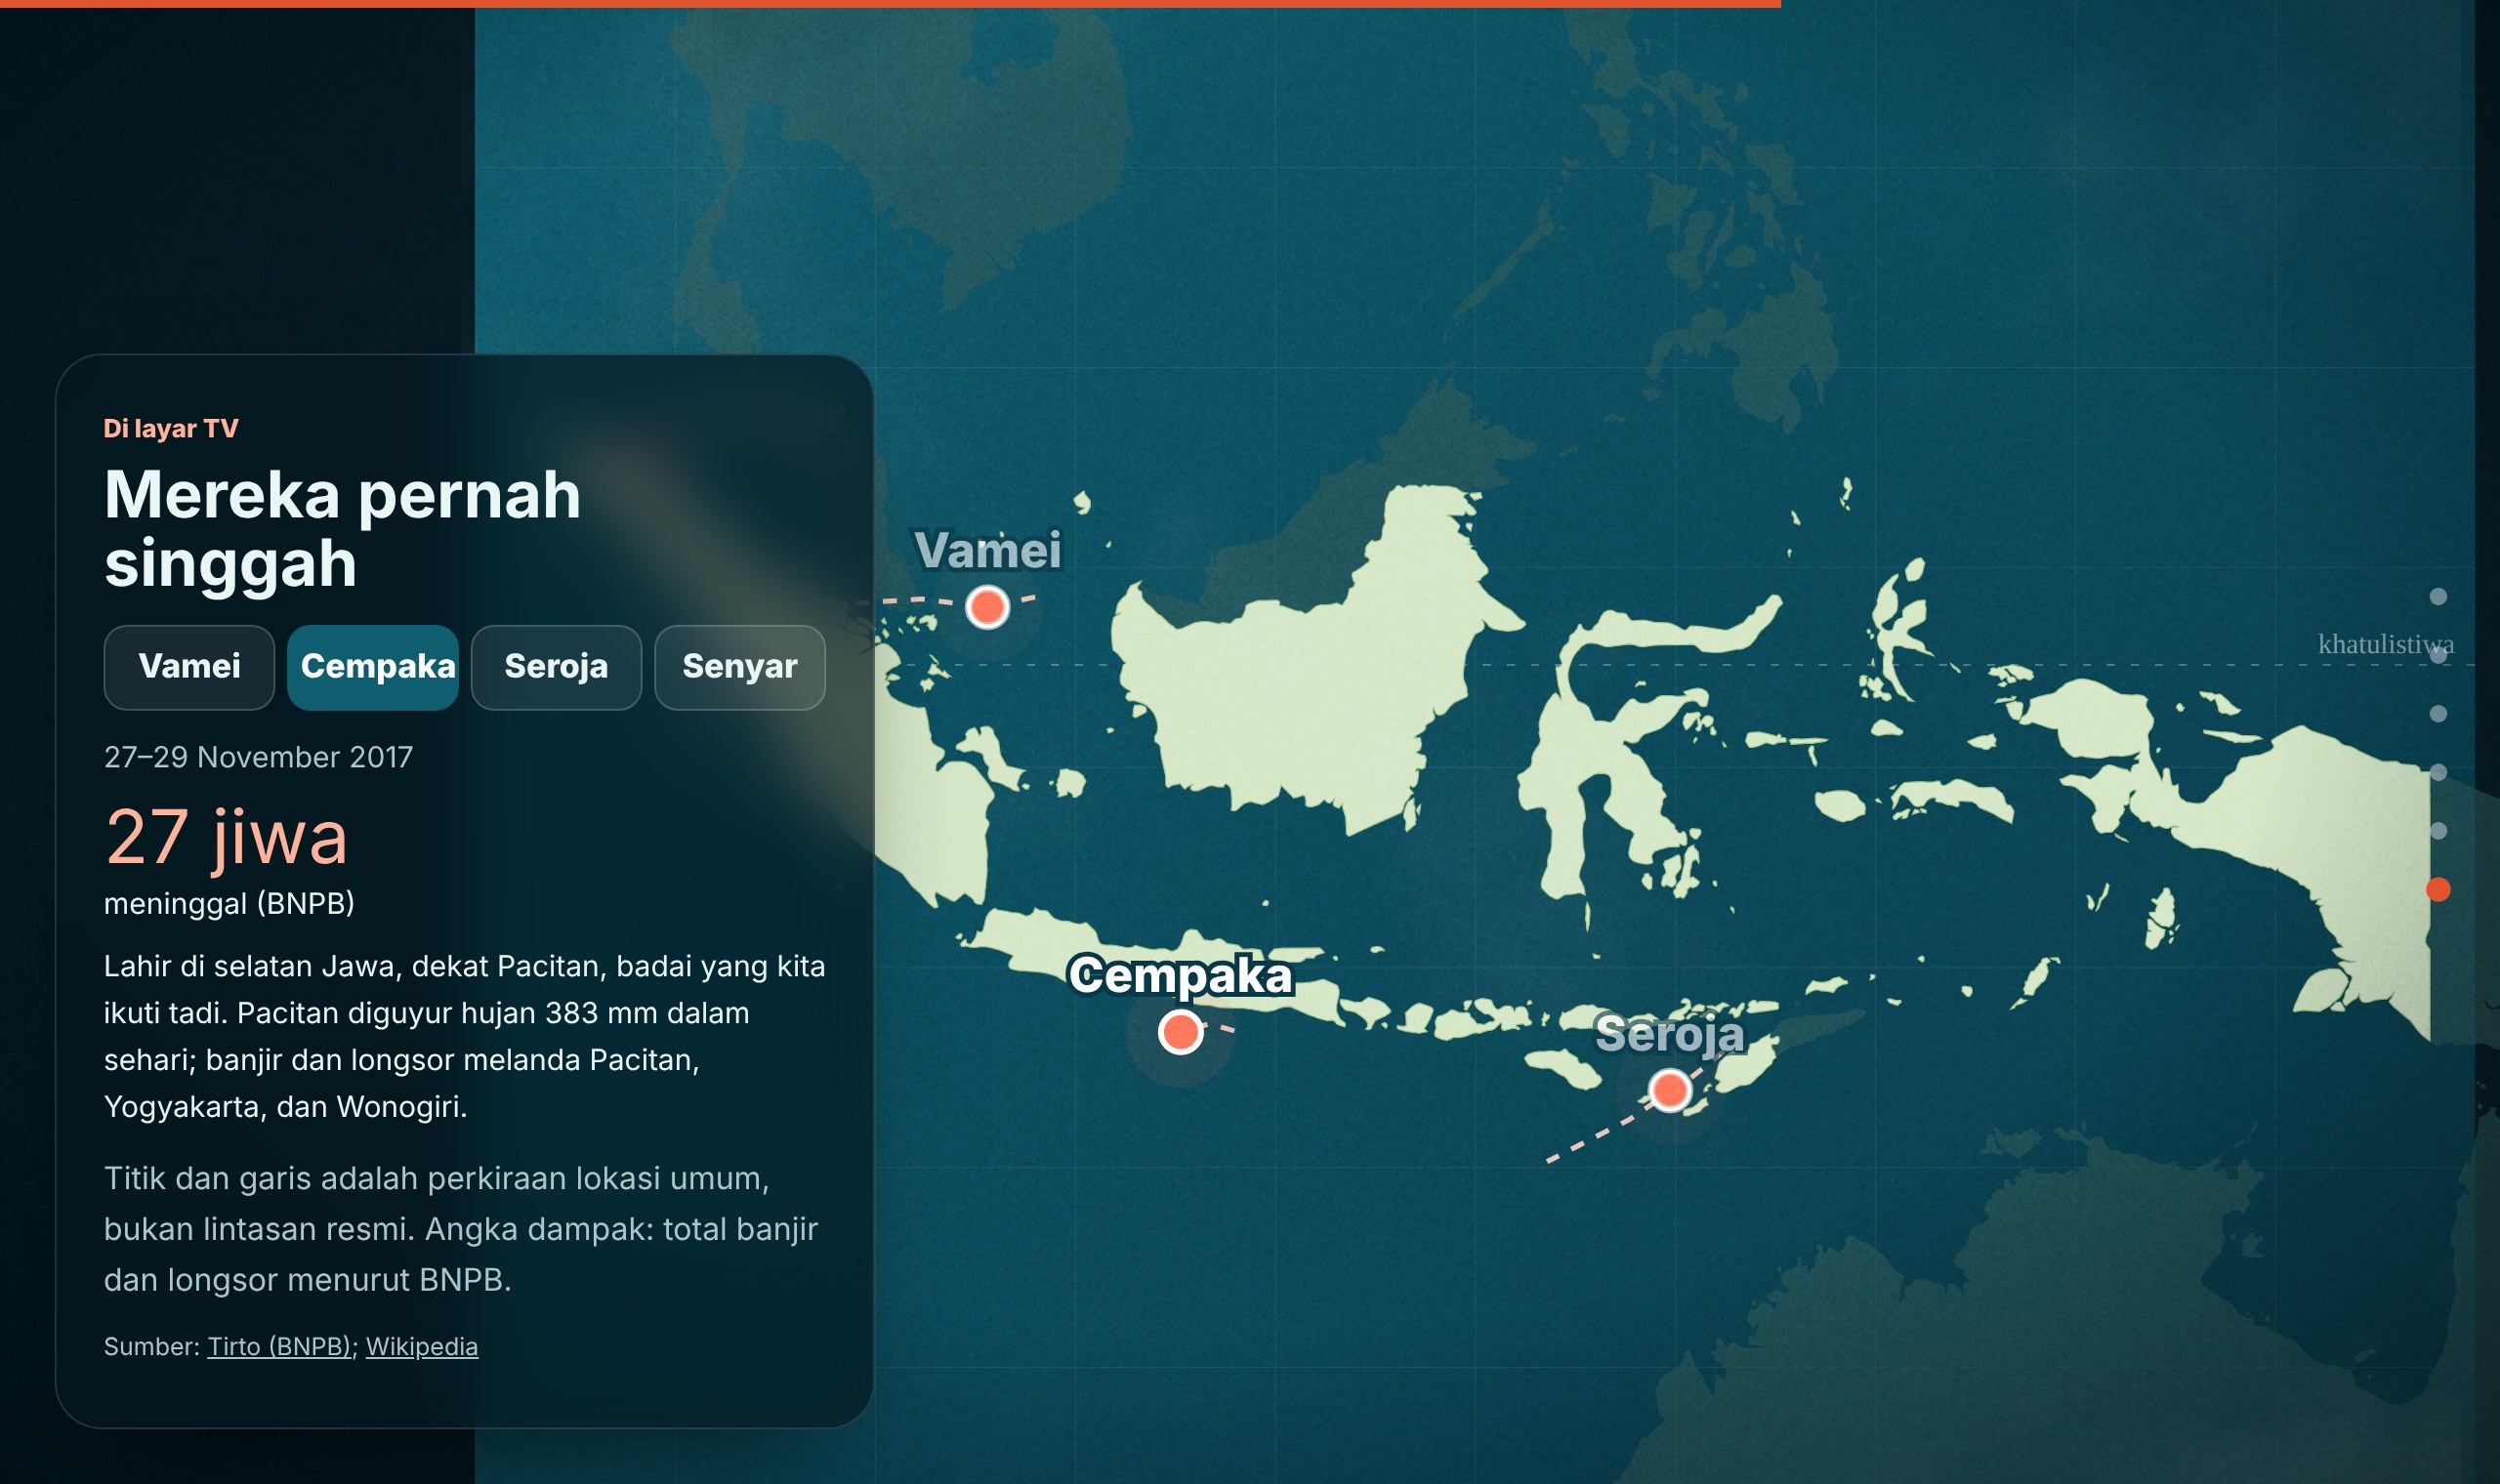 Di layar TV
Mereka pernah
singgah
Vamei
Cempaka
Seroja
Senyar
27–29 November 2017
27 jiwa
meninggal (BNPB)
Lahir di selatan Jawa, dekat Pacitan, badai yang kita
ikuti tadi. Pacitan diguyur hujan 383 mm dalam
sehari; banjir dan longsor melanda Pacitan,
Yogyakarta, dan Wonogiri.
Titik dan garis adalah perkiraan lokasi umum,
bukan lintasan resmi. Angka dampak: total banjir
dan longsor menurut BNPB.
Sumber: Tirto (BNPB); Wikipedia
Vamei
khatulistiwa
Cempaka
Seroja